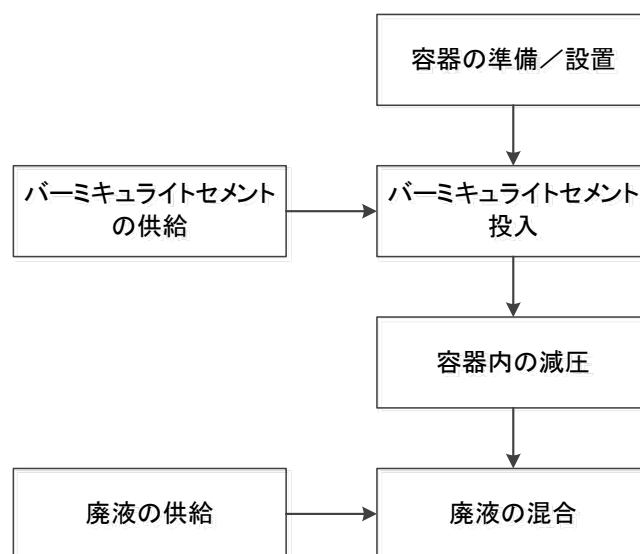 容器の準備／設置
バーミキュライトセメント
の供給
バーミキュライトセメント
投入
容器内の減圧
廃液の供給
廃液の混合